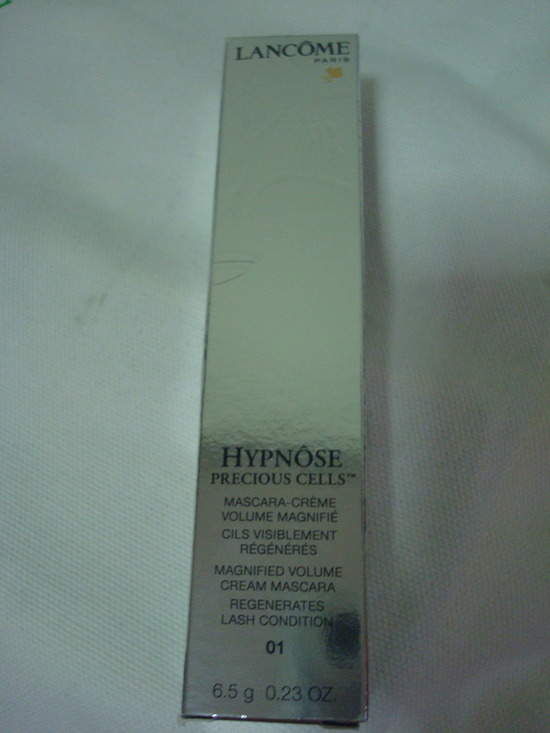 LANCÔME
PARIS
HYPNÔSE
PRECIOUS CELLS™
MASCARA-CRÈME
VOLUME MAGNIFIÉ
CILS VISIBLEMENT
RÉGÉNÉRÉS
MAGNIFIED VOLUME
CREAM MASCARA
REGENERATES
LASH CONDITION
01
6.5 g 0.23 OZ.